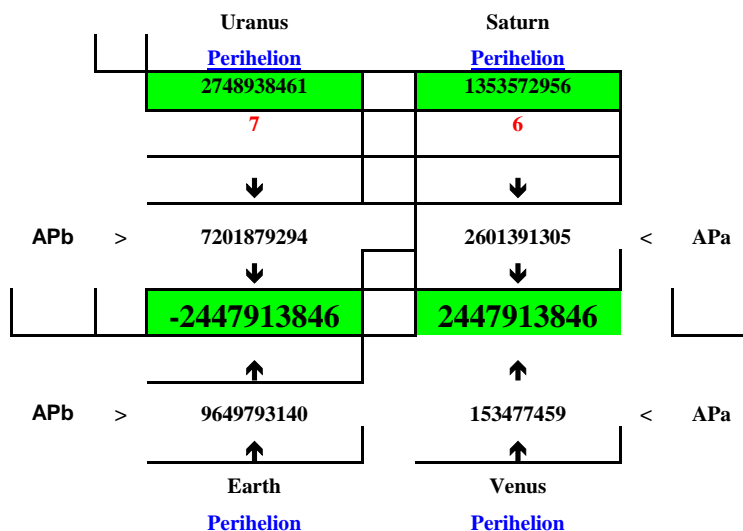 Uranus Saturn
Perihelion Perihelion
2748938461 1353572956
7 6
APb > 7201879294 2601391305 < APa
-2447913846 2447913846
APb > 9649793140 153477459 < APa
Earth Venus
Perihelion Perihelion